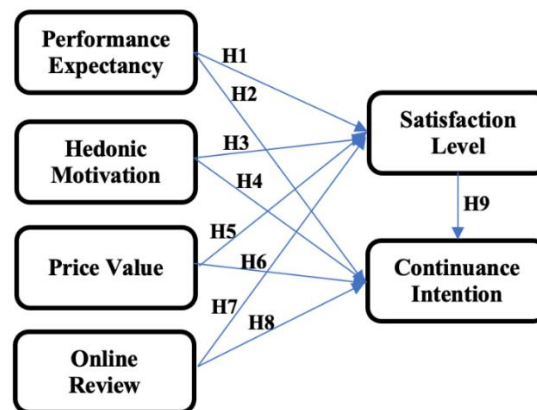 Performance
Expectancy
H1
H2
Hedonic
Motivation
H3
H4
Satisfaction
Level
H9
Price Value
H5
H6
Continuance
Intention
H7
H8
Online
Review